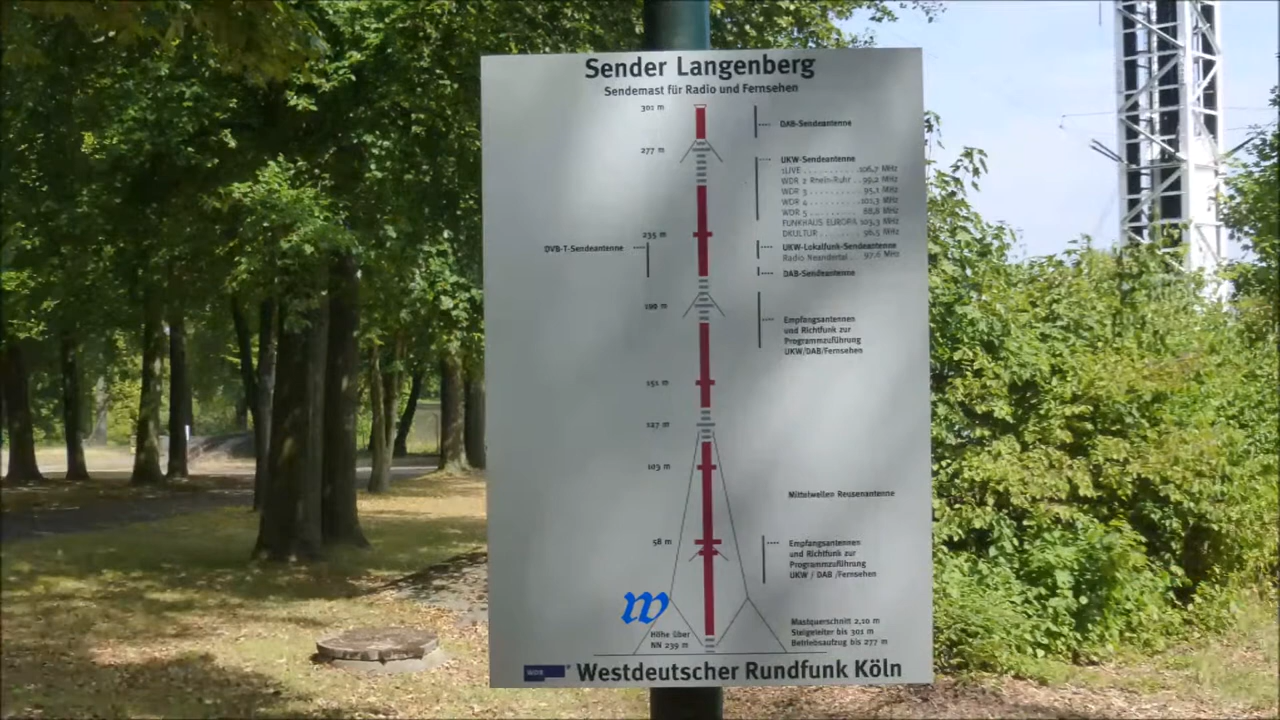 Sender Langenberg
Sendemast für Radio und Fernsehen
301 m
DAB-Sendeantenne
277 m
UKW-Sendeantenne
1LIVE . . . . . . . . . . . 106,7 MHz
WDR 2 Rhein-Ruhr . . 99,2 MHz
WDR 3 . . . . . . . . . . 95,1 MHz
WDR 4 . . . . . . . . . . 101,3 MHz
WDR 5 . . . . . . . . . . 88,8 MHz
FUNKHAUS EUROPA 103,3 MHz
DKULTUR . . . . . . . . 96,5 MHz
235 m
DVB-T-Sendeantenne
UKW-Lokalfunk-Sendeantenne
Radio Neandertal . . 97,6 MHz
DAB-Sendeantenne
199 m
Empfangsantennen
und Richtfunk zur
Programmzuführung
UKW/DAB/Fernsehen
151 m
127 m
103 m
Mittelwellen Reusenantenne
58 m
Empfangsantennen
und Richtfunk zur
Programmzuführung
UKW / DAB /Fernsehen
w
Höhe über
NN 239 m
Mastquerschnitt 2,10 m
Steigleiter bis 301 m
Betriebsaufzug bis 277 m
WDR
Westdeutscher Rundfunk Köln